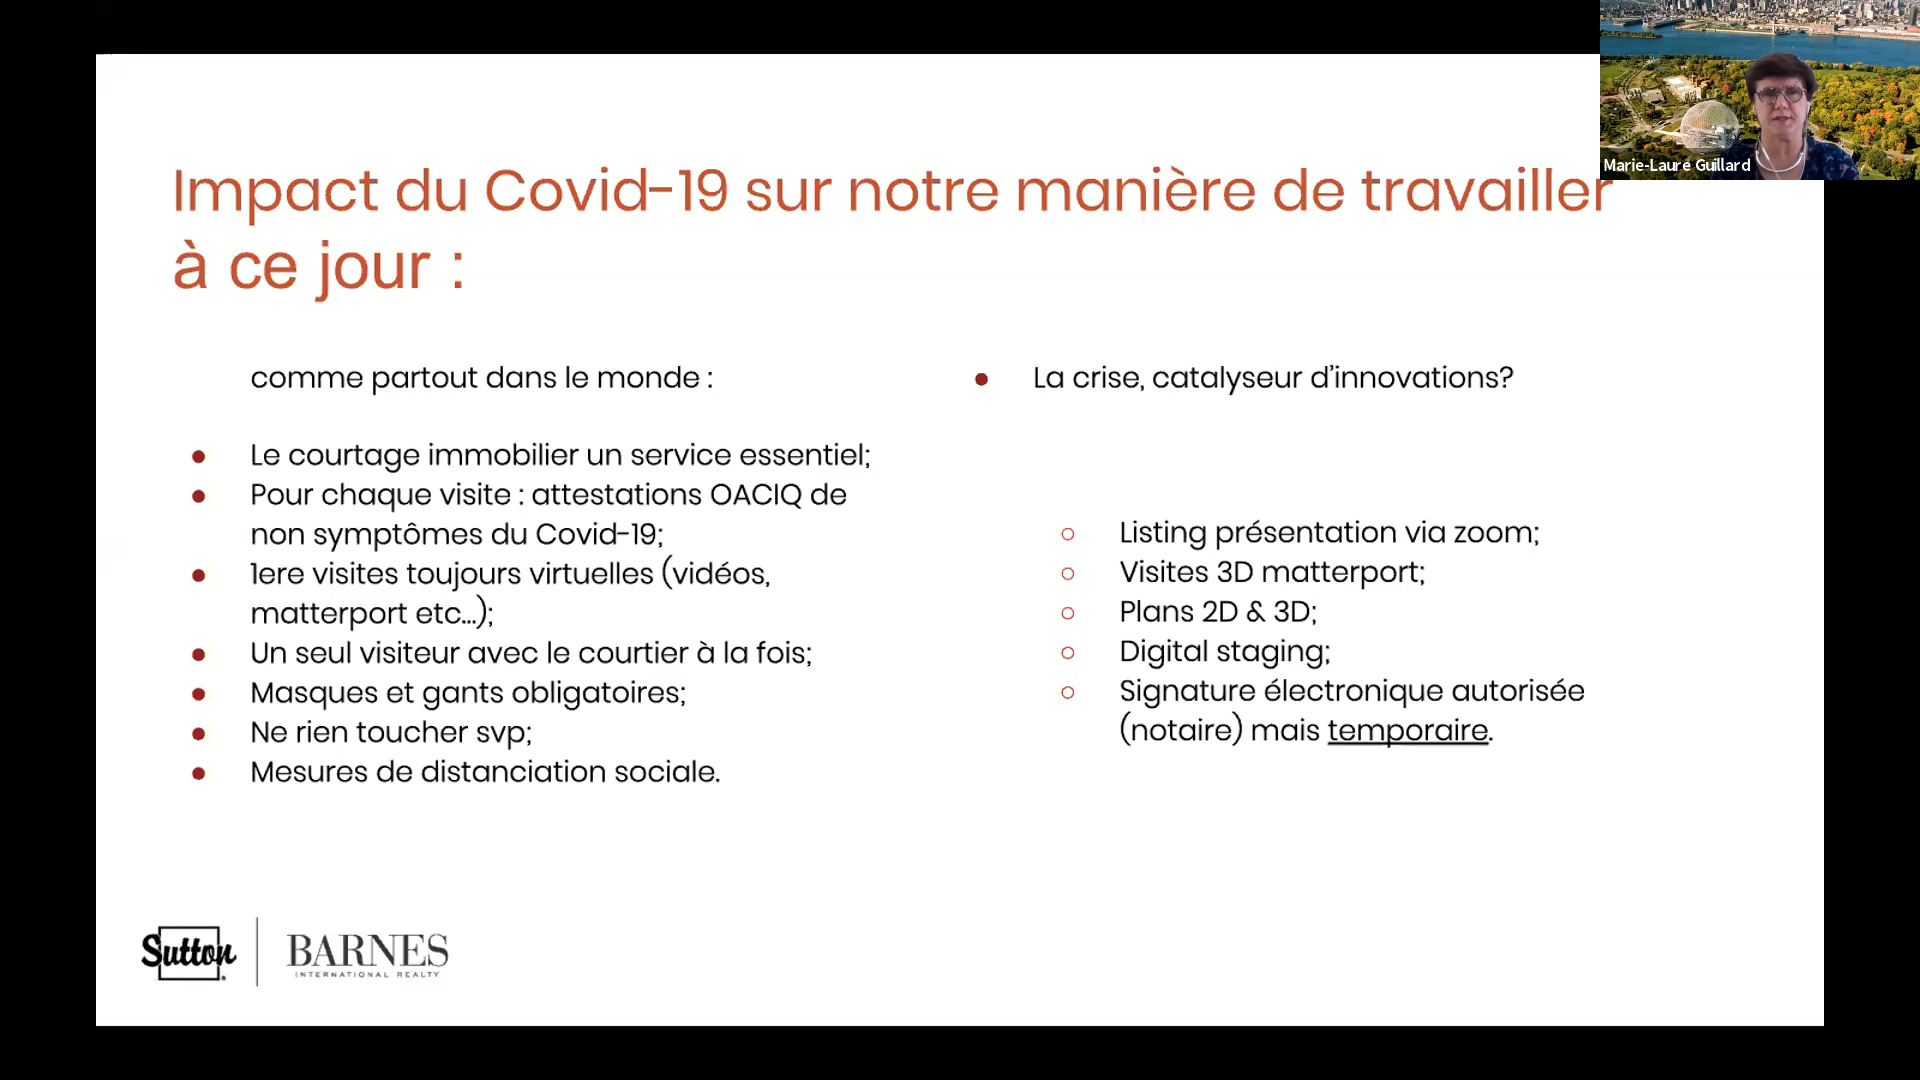 Marie-Laure Guillard
Impact du Covid-19 sur notre manière de travailler
à ce jour :
comme partout dans le monde :
● Le courtage immobilier un service essentiel;
● Pour chaque visite : attestations OACIQ de
non symptômes du Covid-19;
● 1ere visites toujours virtuelles (vidéos,
matterport etc...);
● Un seul visiteur avec le courtier à la fois;
● Masques et gants obligatoires;
● Ne rien toucher svp;
● Mesures de distanciation sociale.
● La crise, catalyseur d'innovations?
○ Listing présentation via zoom;
○ Visites 3D matterport;
○ Plans 2D & 3D;
○ Digital staging;
○ Signature électronique autorisée
(notaire) mais temporaire.
Sutton
BARNES
INTERNATIONAL REALTY